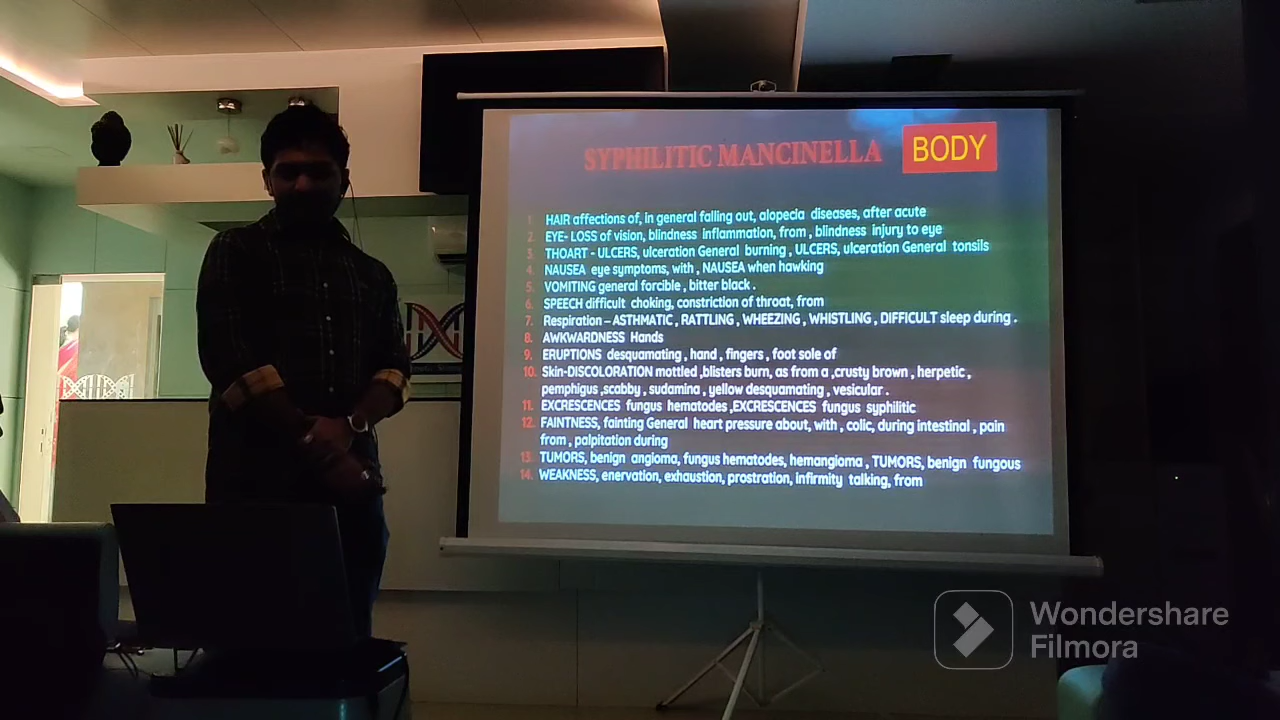 SYPHILITIC MANCINELLA BODY
1. HAIR affections of, in general falling out, alopecia diseases, after acute
2. EYE- LOSS of vision, blindness inflammation, from , blindness injury to eye
3. THOART - ULCERS, ulceration General burning , ULCERS, ulceration General tonsils
4. NAUSEA eye symptoms, with , NAUSEA when hawking
5. VOMITING general forcible , bitter black .
6. SPEECH difficult choking, constriction of throat, from
7. Respiration – ASTHMATIC , RATTLING , WHEEZING , WHISTLING , DIFFICULT sleep during .
8. AWKWARDNESS Hands
9. ERUPTIONS desquamating , hand , fingers , foot sole of
10. Skin-DISCOLORATION mottled ,blisters burn, as from a ,crusty brown , herpetic ,
pemphigus ,scabby , sudamina , yellow desquamating , vesicular .
11. EXCRESCENCES fungus hematodes ,EXCRESCENCES fungus syphilitic
12. FAINTNESS, fainting General heart pressure about, with , colic, during intestinal , pain
from , palpitation during
13. TUMORS, benign angioma, fungus hematodes, hemangioma , TUMORS, benign fungous
14. WEAKNESS, enervation, exhaustion, prostration, infirmity talking, from
Wondershare
Filmora